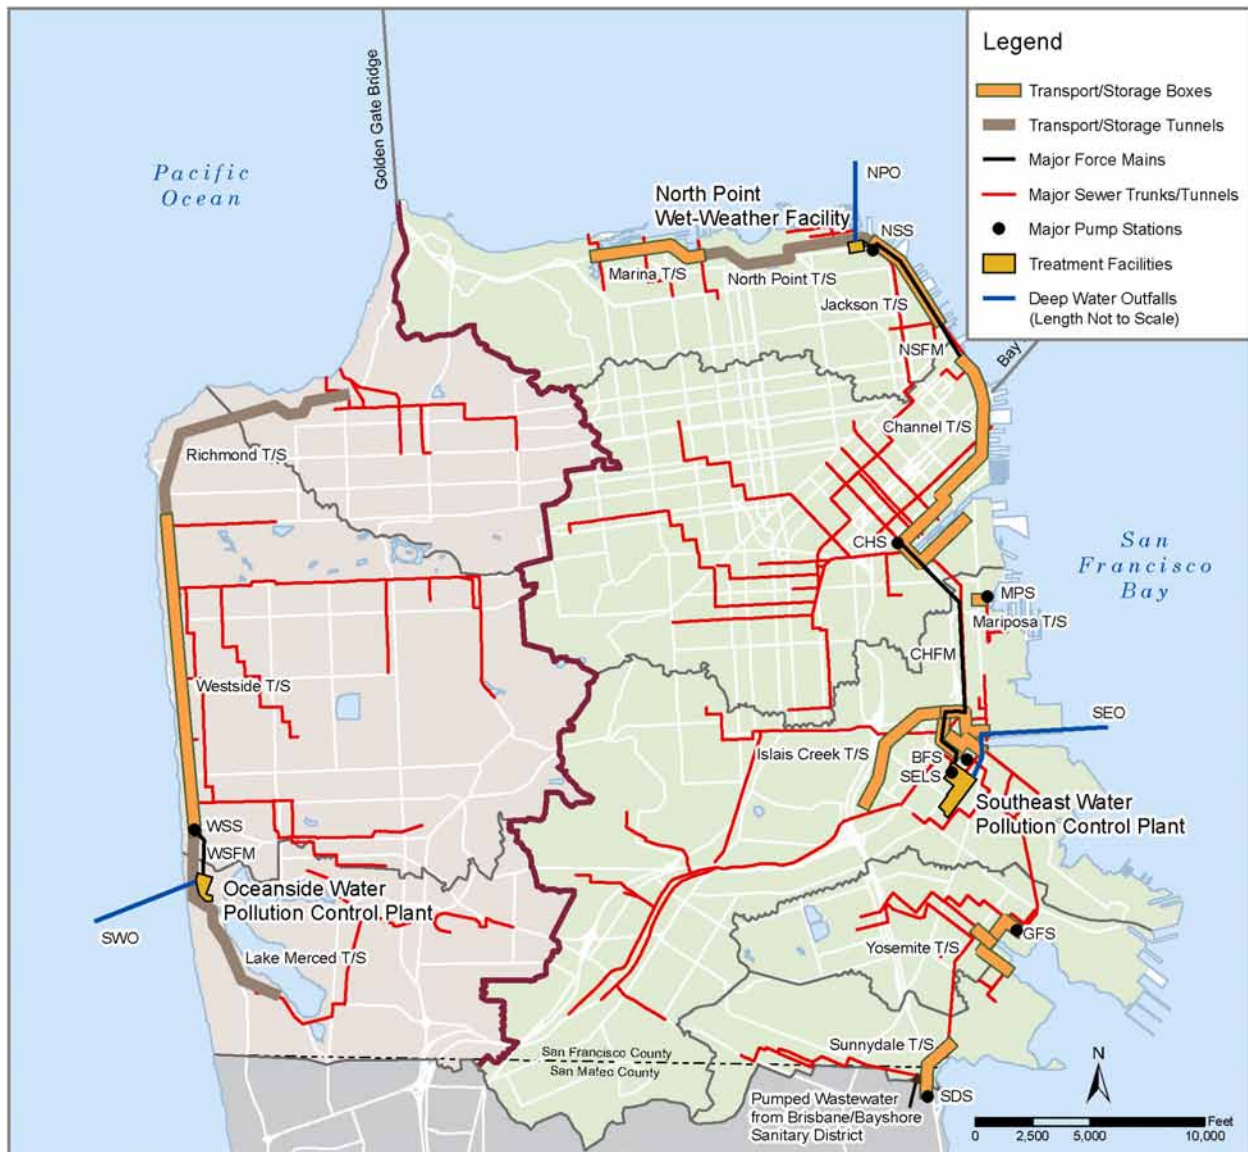 Legend
Transport/Storage Boxes
Transport/Storage Tunnels
Major Force Mains
Major Sewer Trunks/Tunnels
Major Pump Stations
Treatment Facilities
Deep Water Outfalls
(Length Not to Scale)
Golden Gate Bridge
Pacific
Ocean
NPO
North Point
Wet-Weather Facility
NSS
Marina T/S
North Point T/S
Jackson T/S
NSFM
Bay
Channel T/S
Richmond T/S
CHS
San
Francisco
Bay
MPS
Mariposa T/S
CHFM
Westside T/S
SEO
Islais Creek T/S
BFS
SELS
Southeast Water
Pollution Control Plant
WSS
WSFM
Oceanside Water
Pollution Control Plant
SWO
GFS
Yosemite T/S
Lake Merced T/S
Sunnydale T/S
San Francisco County
San Mateo County
N
SDS
Pumped Wastewater
from Brisbane/Bayshore
Sanitary District
Feet
0 2,500 5,000 10,000